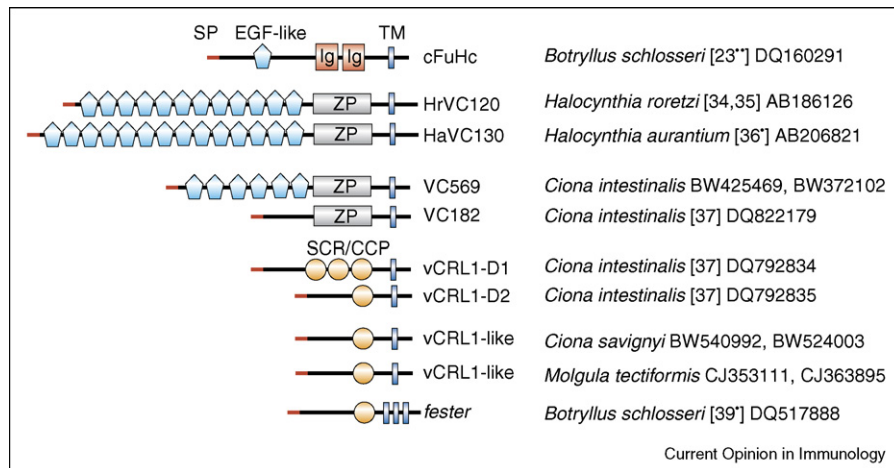 SP EGF-like TM
Ig Ig cFuHc Botryllus schlosseri [23••] DQ160291
ZP HrVC120 Halocynthia roretzi [34,35] AB186126
ZP HaVC130 Halocynthia aurantium [36•] AB206821
ZP VC569 Ciona intestinalis BW425469, BW372102
ZP VC182 Ciona intestinalis [37] DQ822179
SCR/CCP
vCRL1-D1 Ciona intestinalis [37] DQ792834
vCRL1-D2 Ciona intestinalis [37] DQ792835
vCRL1-like Ciona savignyi BW540992, BW524003
vCRL1-like Molgula tectiformis CJ353111, CJ363895
fester Botryllus schlosseri [39•] DQ517888
Current Opinion in Immunology